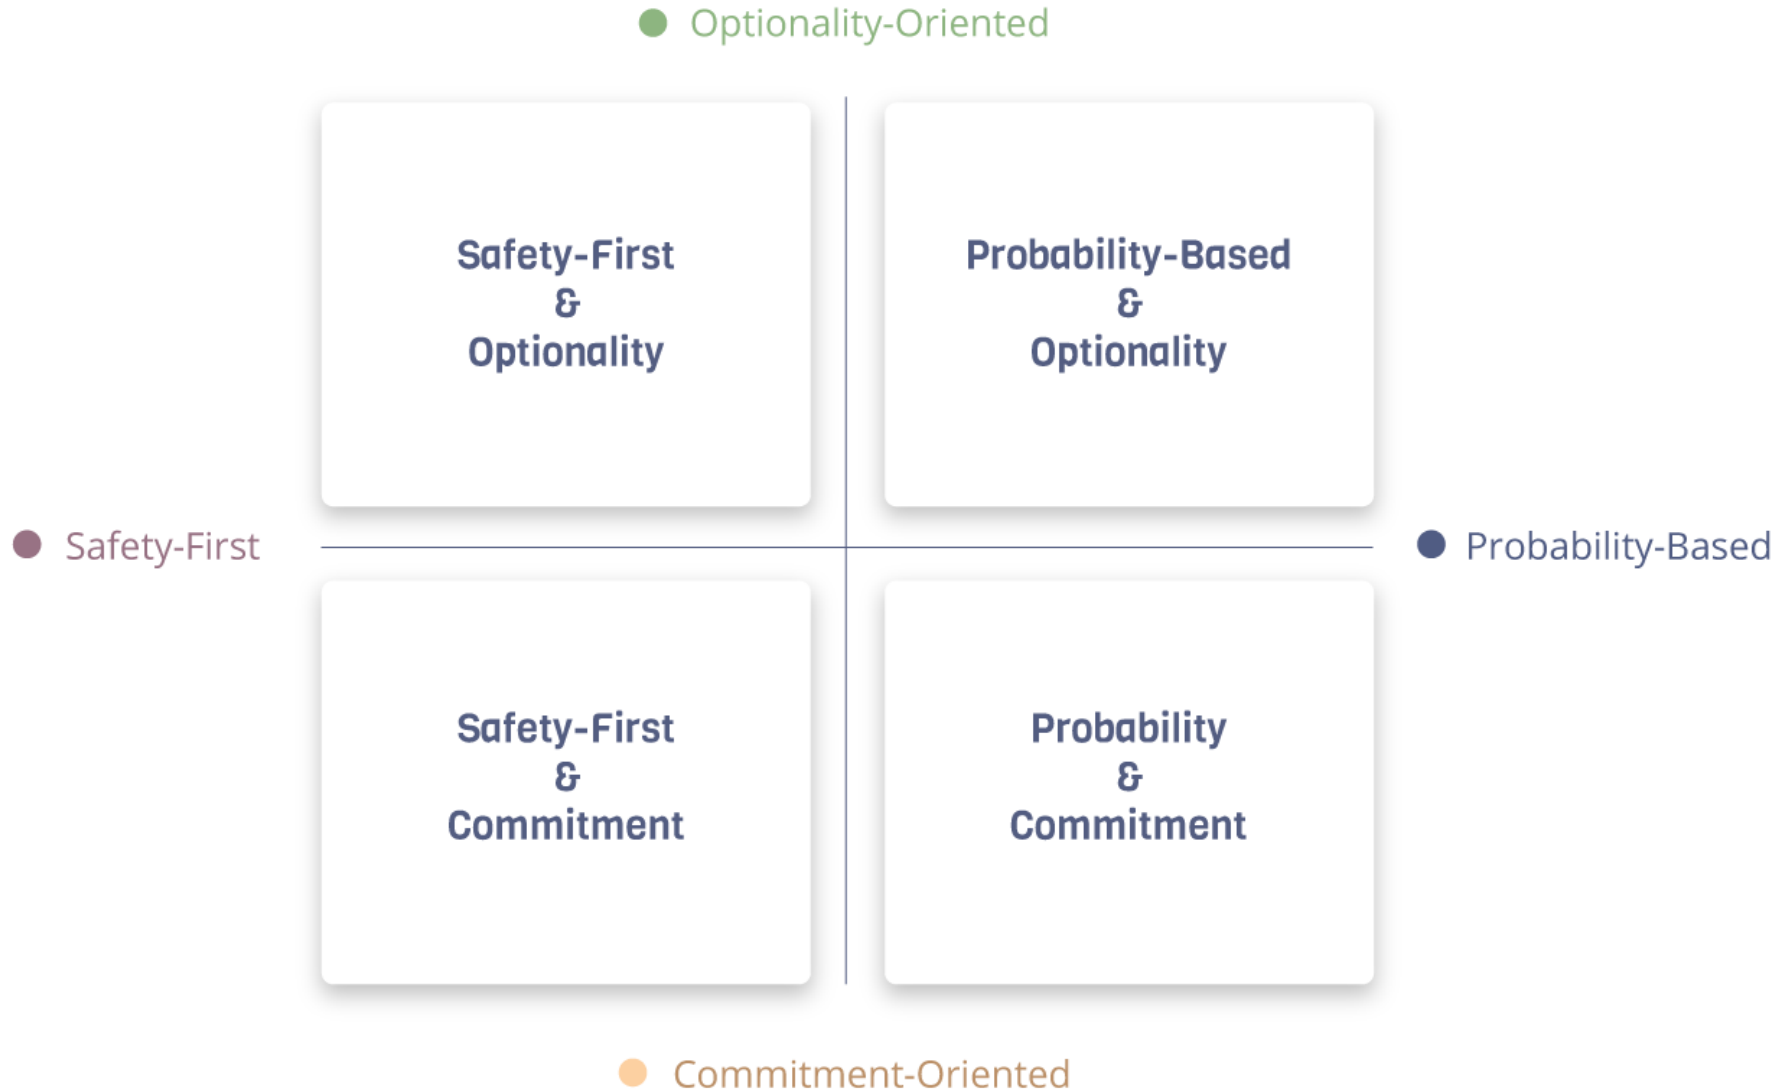 Optionality-Oriented
Safety-First
&
Optionality
Probability-Based
&
Optionality
Safety-First
Probability-Based
Safety-First
&
Commitment
Probability
&
Commitment
Commitment-Oriented